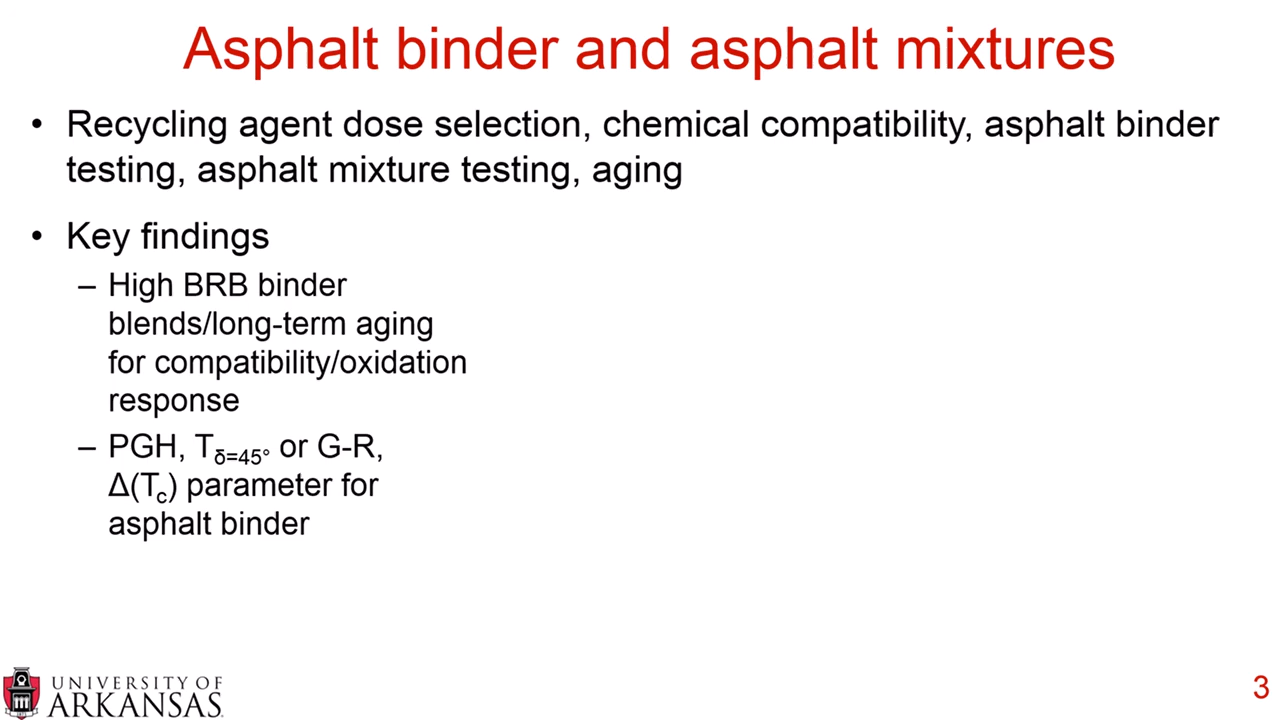 Asphalt binder and asphalt mixtures
• Recycling agent dose selection, chemical compatibility, asphalt binder
testing, asphalt mixture testing, aging
• Key findings
– High BRB binder
blends/long-term aging
for compatibility/oxidation
response
– PGH, Tδ=45° or G-R,
Δ(Tc) parameter for
asphalt binder
UNIVERSITY OF
ARKANSAS
3